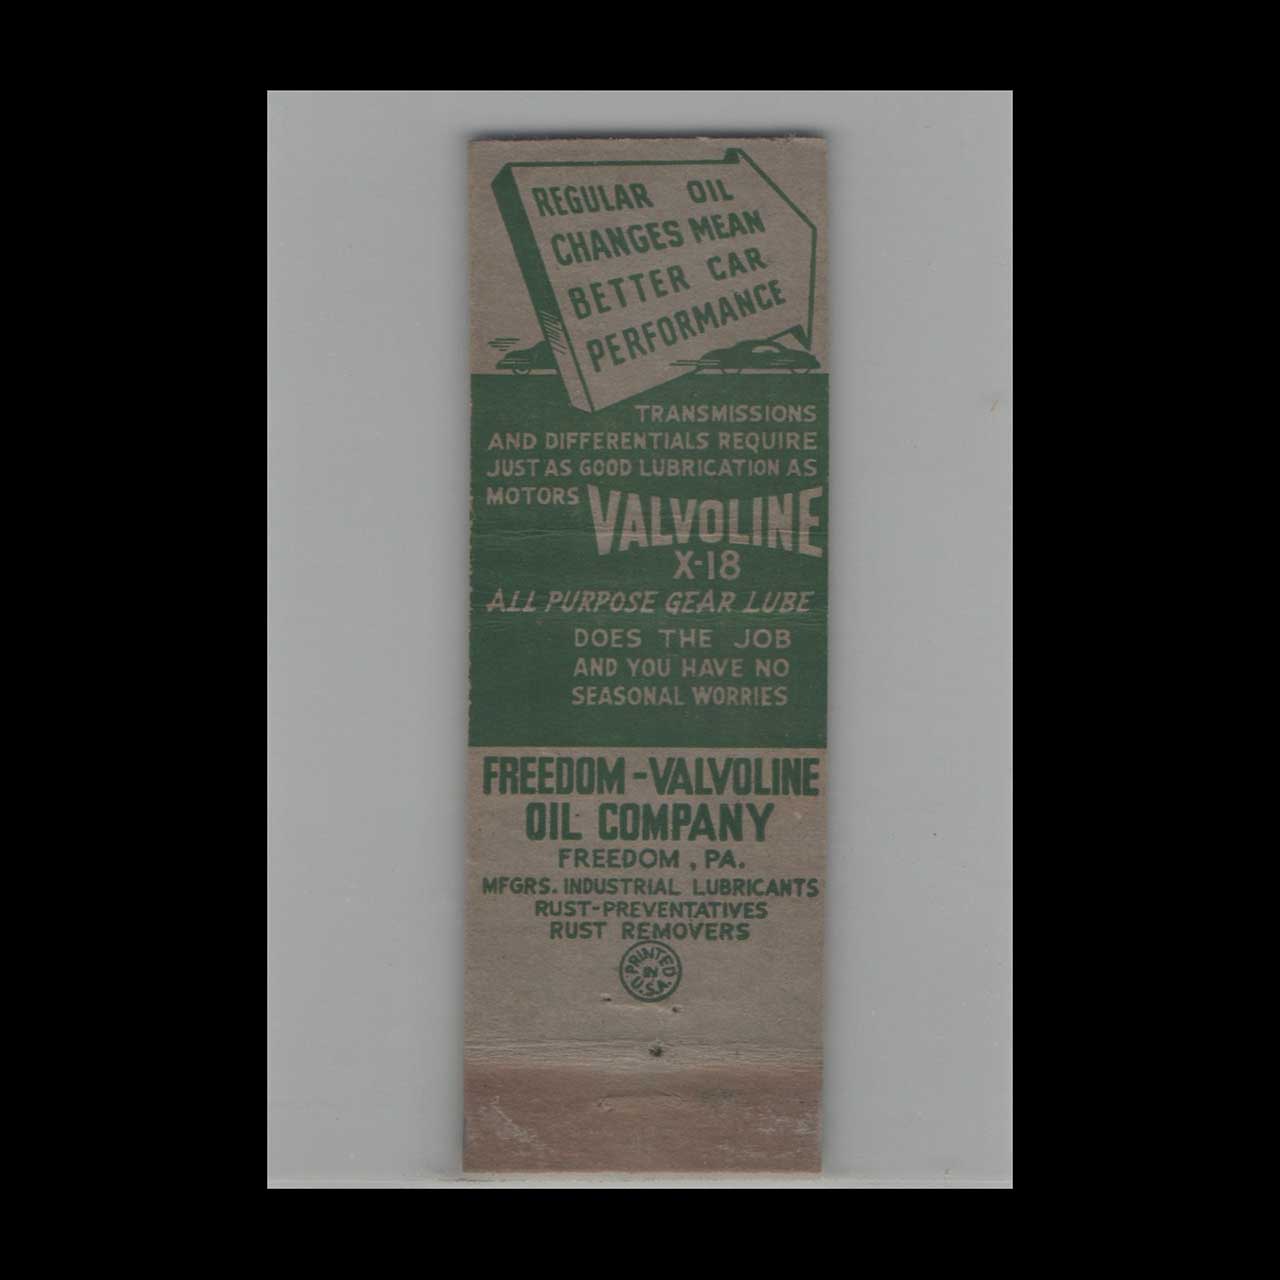 REGULAR OIL
CHANGES MEAN
BETTER CAR
PERFORMANCE
TRANSMISSIONS
AND DIFFERENTIALS REQUIRE
JUST AS GOOD LUBRICATION AS
MOTORS VALVOLINE
X-18
ALL PURPOSE GEAR LUBE
DOES THE JOB
AND YOU HAVE NO
SEASONAL WORRIES
FREEDOM-VALVOLINE
OIL COMPANY
FREEDOM, PA.
MFGRS. INDUSTRIAL LUBRICANTS
RUST-PREVENTATIVES
RUST REMOVERS
PRINTED
IN
U.S.A.